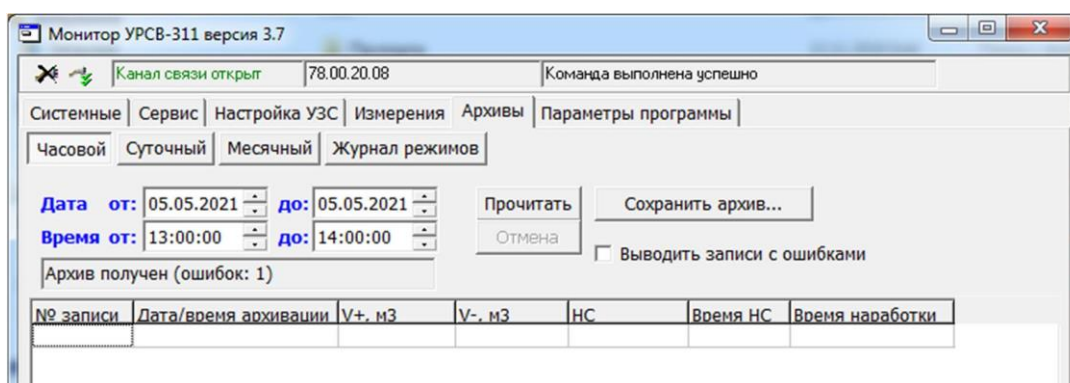 Монитор УРСВ-311 версия 3.7
Канал связи открыт 78.00.20.08 Команда выполнена успешно
Системные Сервис Настройка УЗС Измерения Архивы Параметры программы
Часовой Суточный Месячный Журнал режимов
Дата от: 05.05.2021 до: 05.05.2021 Прочитать Сохранить архив...
Время от: 13:00:00 до: 14:00:00 Отмена
Выводить записи с ошибками
Архив получен (ошибок: 1)
№ записи Дата/время архивации V+, м3 V-, м3 НС Время НС Время наработки